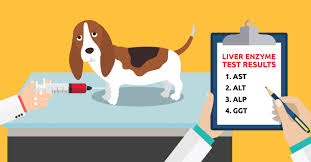 LIVER ENZYME
TEST RESULTS
1. AST
2. ALT
3. ALP
4. GGT